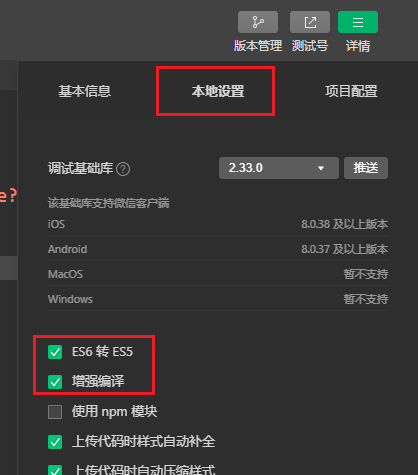 版本管理 测试号 详情
基本信息 本地设置 项目配置
e?
调试基础库 ? 2.33.0 推送
该基础库支持微信客户端
iOS 8.0.38 及以上版本
Android 8.0.37 及以上版本
MacOS 暂不支持
Windows 暂不支持
ES6 转 ES5
增强编译
使用 npm 模块
上传代码时样式自动补全
上传代码时自动压缩样式